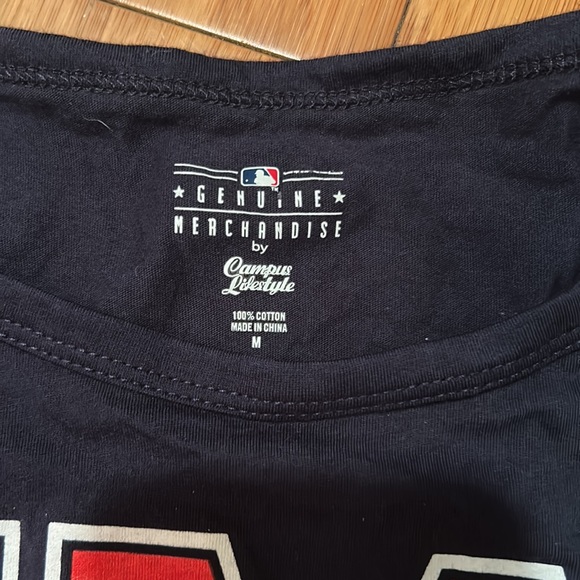 GENUINE
MERCHANDISE
by
Campus
Lifestyle
100% COTTON
MADE IN CHINA
M